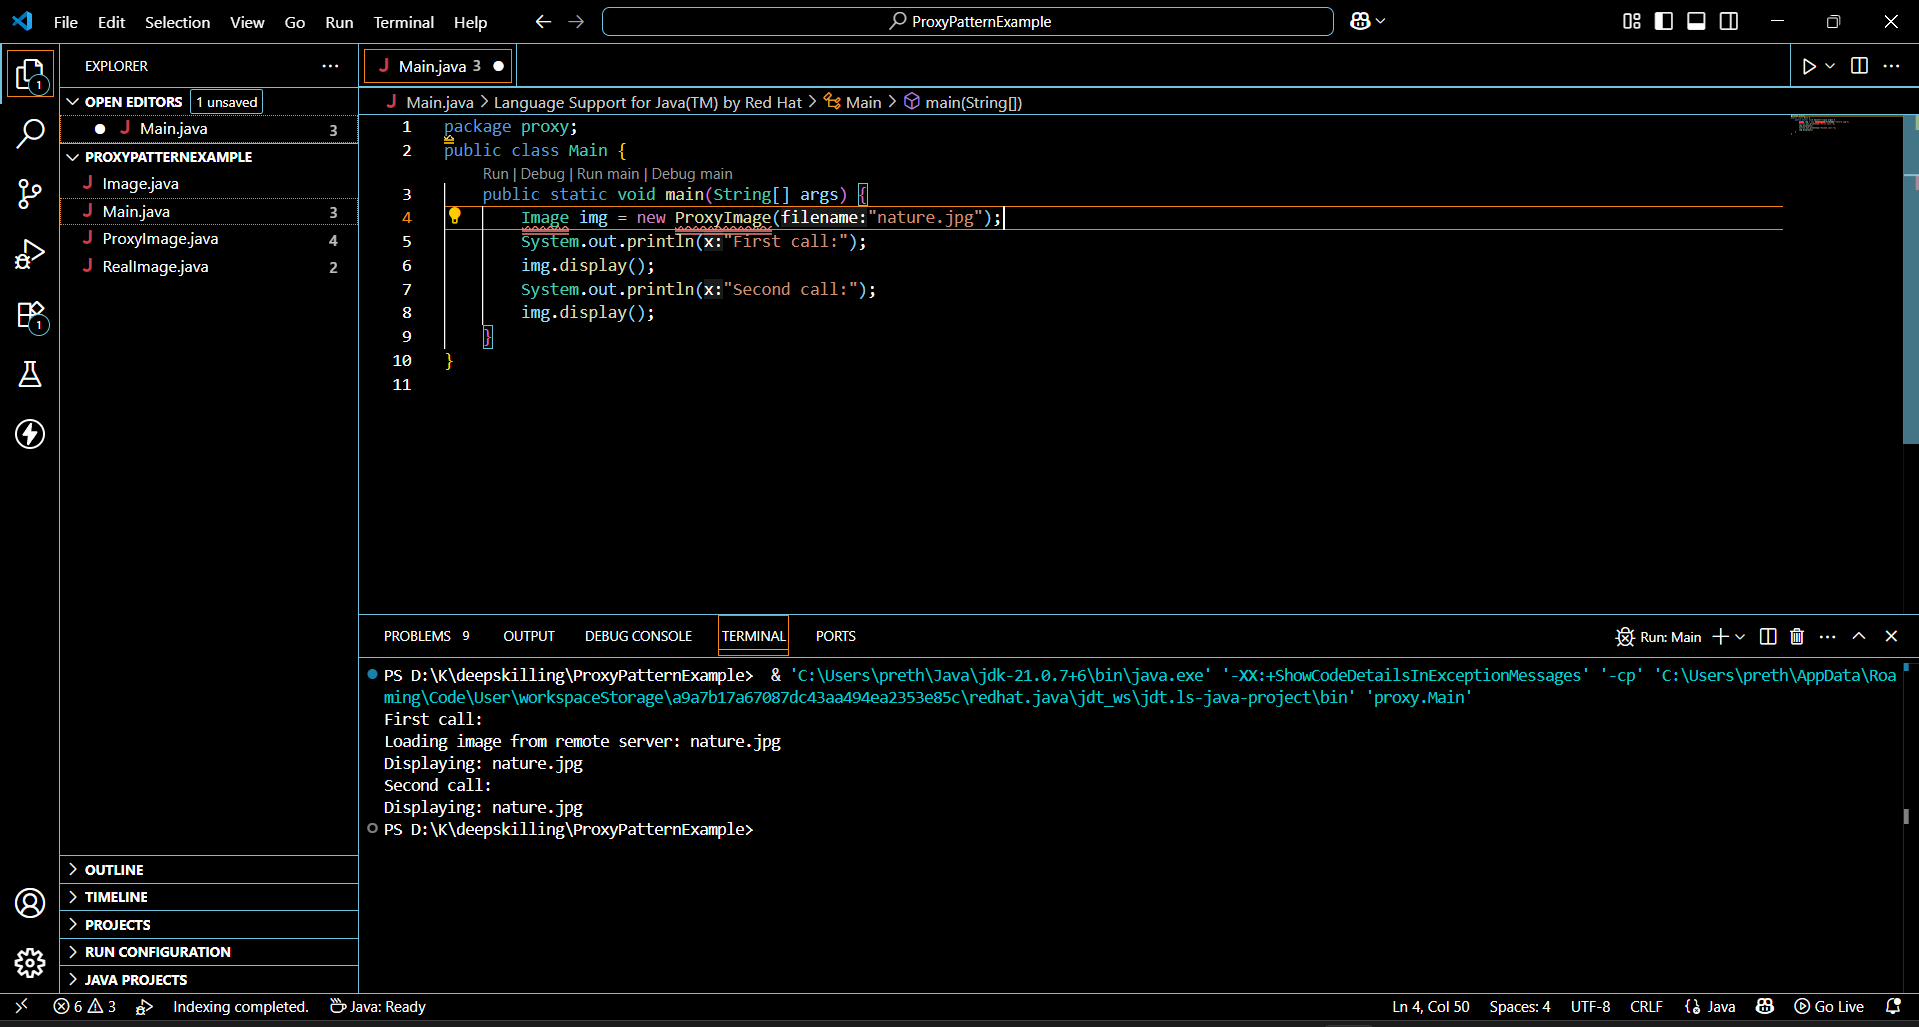 File Edit Selection View Go Run Terminal Help
ProxyPatternExample
EXPLORER
Main.java 3
OPEN EDITORS 1 unsaved
Main.java > Language Support for Java(TM) by Red Hat > Main > main(String[])
Main.java 3
PROXYPATTERNEXAMPLE
Image.java
Main.java 3
ProxyImage.java 4
RealImage.java 2
1
1
1 package proxy;
2 public class Main {
Run | Debug | Run main | Debug main
3 public static void main(String[] args) {
4 Image img = new ProxyImage(filename:"nature.jpg");
5 System.out.println(x:"First call:");
6 img.display();
7 System.out.println(x:"Second call:");
8 img.display();
9 }
10 }
11
PROBLEMS 9 OUTPUT DEBUG CONSOLE TERMINAL PORTS
Run: Main
PS D:\K\deepskilling\ProxyPatternExample> & 'C:\Users\preth\Java\jdk-21.0.7+6\bin\java.exe' '-XX:+ShowCodeDetailsInExceptionMessages' '-cp' 'C:\Users\preth\AppData\Roa
ming\Code\User\workspaceStorage\a9a7b17a67087dc43aa494ea2353e85c\redhat.java\jdt_ws\jdt.ls-java-project\bin' 'proxy.Main'
First call:
Loading image from remote server: nature.jpg
Displaying: nature.jpg
Second call:
Displaying: nature.jpg
PS D:\K\deepskilling\ProxyPatternExample>
OUTLINE
TIMELINE
PROJECTS
RUN CONFIGURATION
JAVA PROJECTS
6 3 Indexing completed. Java: Ready
Ln 4, Col 50 Spaces: 4 UTF-8 CRLF Java Go Live